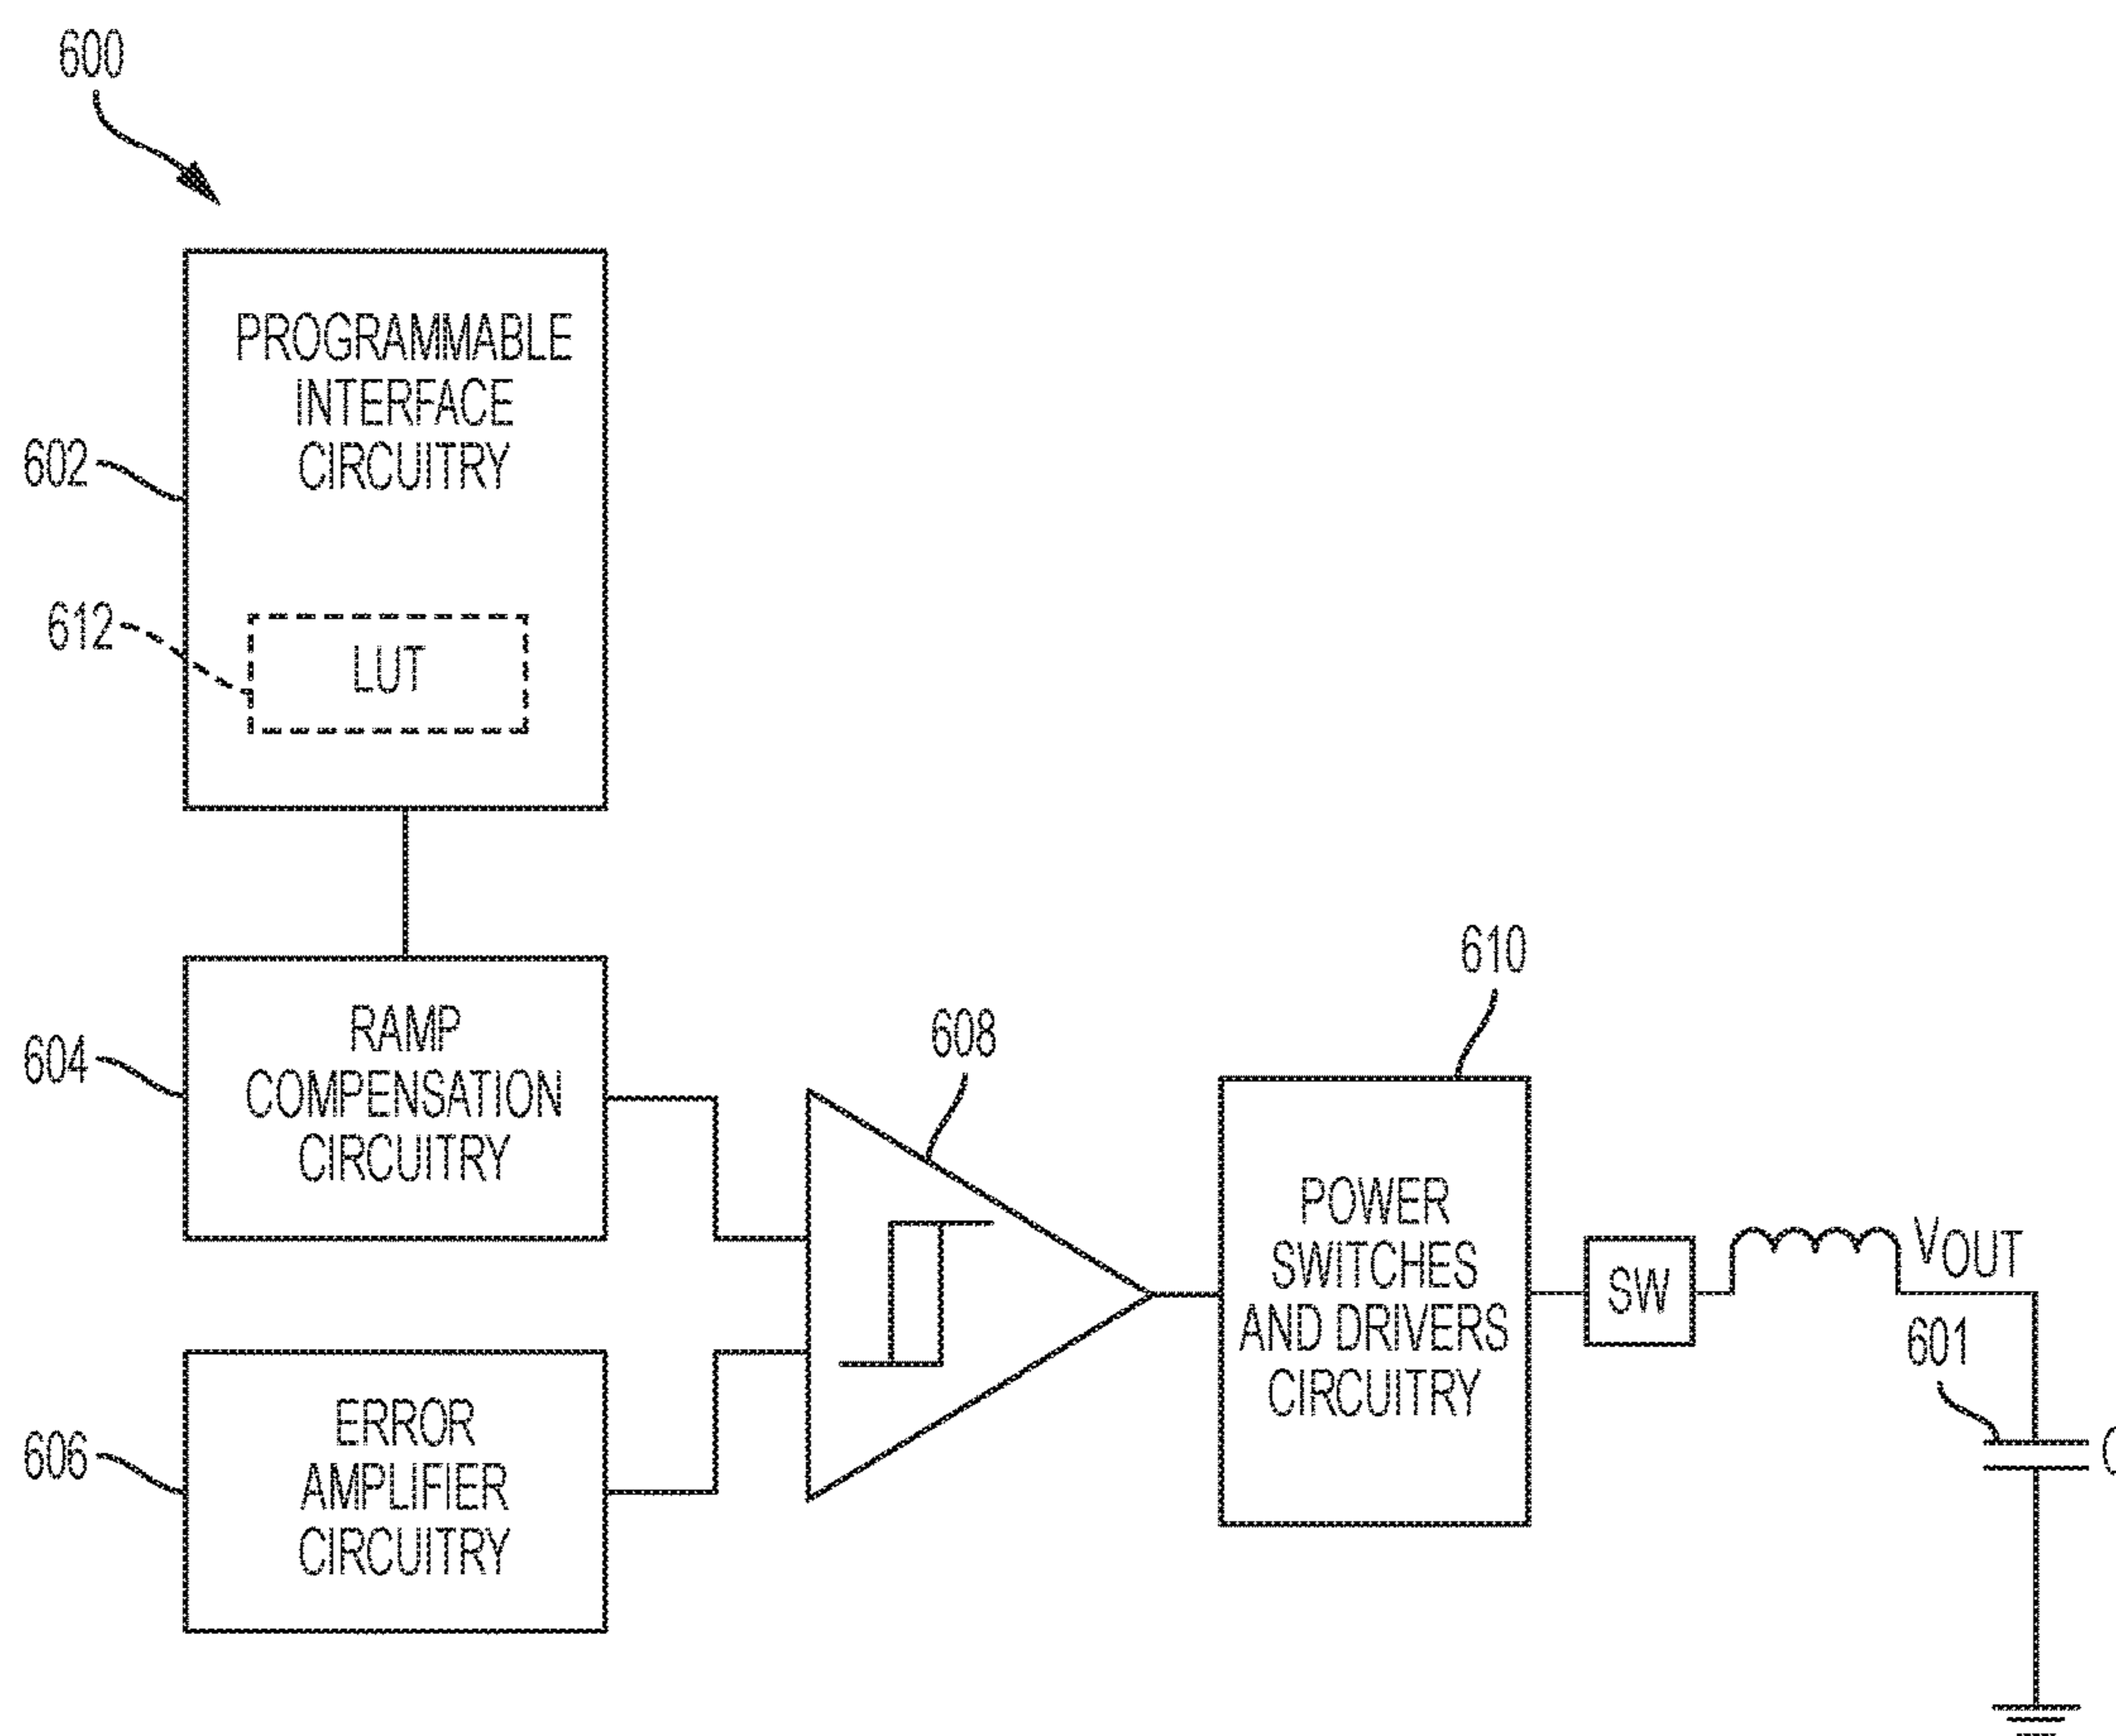 600
PROGRAMMABLE
INTERFACE
CIRCUITRY
602
612
LUT
610
608
604
RAMP
COMPENSATION
CIRCUITRY
POWER
SWITCHES
AND DRIVERS
CIRCUITRY
SW
VOUT
601
606
ERROR
AMPLIFIER
CIRCUITRY